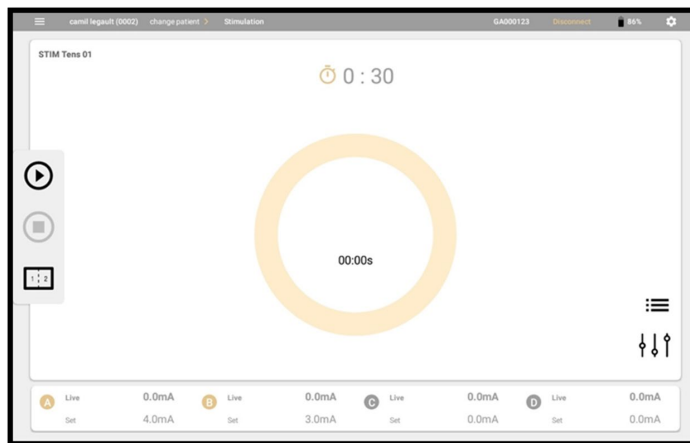 camil legault (0002) change patient > Stimulation GA000123 Disconnect 86%
STIM Tens 01
0 : 30
00:00s
1 2
A Live 0.0mA B Live 0.0mA C Live 0.0mA D Live 0.0mA
Set 4.0mA Set 3.0mA Set 0.0mA Set 0.0mA